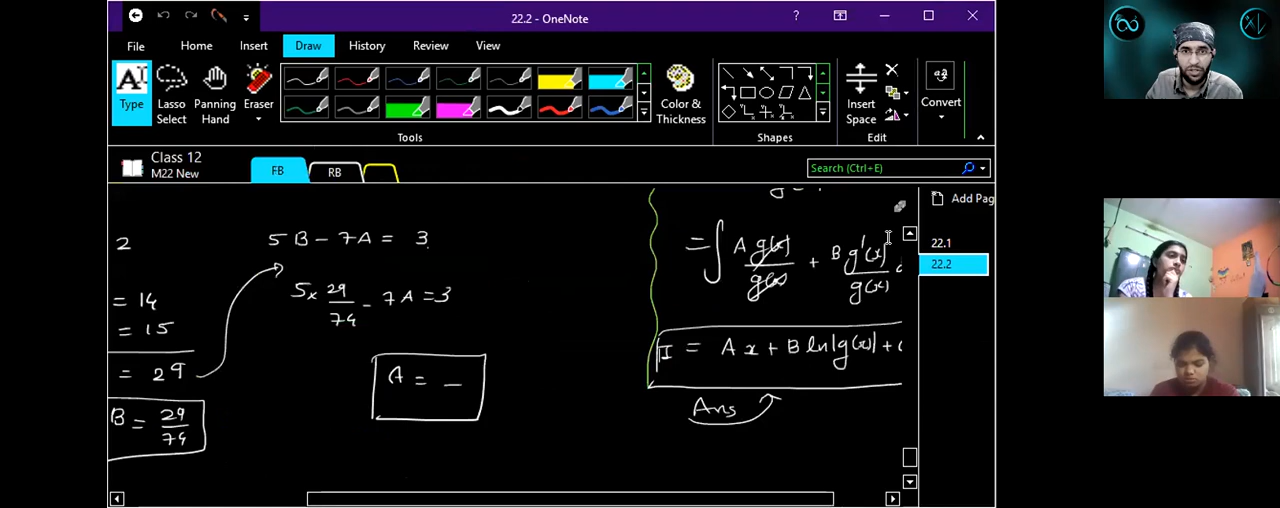 22.2 - OneNote
File Home Insert Draw History Review View
Type
Lasso Select
Panning Hand
Eraser
Color & Thickness
Insert Space
Convert
Tools Shapes Edit
Class 12
M22 New
FB RB
Search (Ctrl+E)
Add Pag
22.1
22.2
2
= 14
= 15
= 29
B = 29/74
5B - 7A = 3
5 x 29/74 - 7A = 3
A = _
= ∫ A g(x)/g(x) + B g'(x)/g(x)
I = A x + B ln|g(x)| + c
Ans